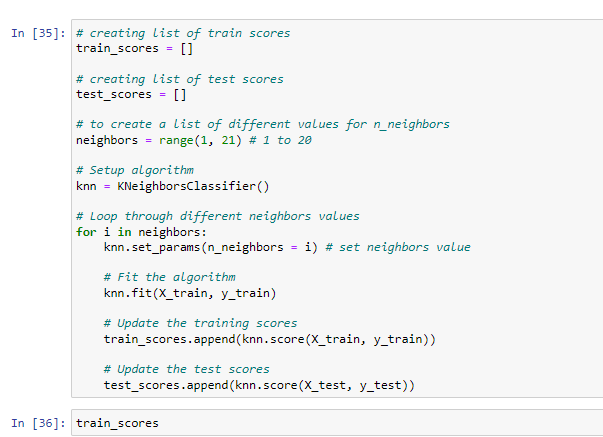 In [35]: # creating list of train scores
train_scores = []
# creating list of test scores
test_scores = []
# to create a list of different values for n_neighbors
neighbors = range(1, 21) # 1 to 20
# Setup algorithm
knn = KNeighborsClassifier()
# Loop through different neighbors values
for i in neighbors:
    knn.set_params(n_neighbors = i) # set neighbors value
    # Fit the algorithm
    knn.fit(X_train, y_train)
    # Update the training scores
    train_scores.append(knn.score(X_train, y_train))
    # Update the test scores
    test_scores.append(knn.score(X_test, y_test))
In [36]: train_scores